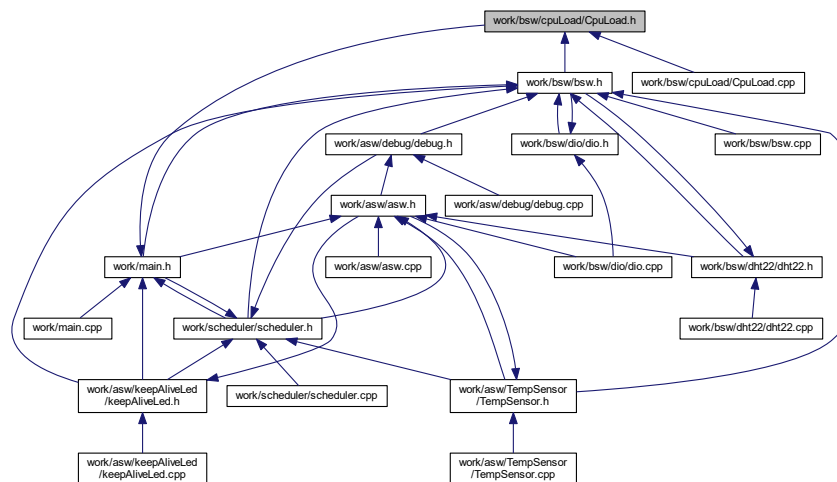 work/bsw/cpuLoad/CpuLoad.h
work/bsw/bsw.h
work/bsw/cpuLoad/CpuLoad.cpp
work/asw/debug/debug.h
work/bsw/dio/dio.h
work/bsw/bsw.cpp
work/asw/asw.h
work/asw/debug/debug.cpp
work/main.h
work/asw/asw.cpp
work/bsw/dio/dio.cpp
work/bsw/dht22/dht22.h
work/main.cpp
work/scheduler/scheduler.h
work/bsw/dht22/dht22.cpp
work/asw/keepAliveLed
/keepAliveLed.h
work/scheduler/scheduler.cpp
work/asw/TempSensor
/TempSensor.h
work/asw/keepAliveLed
/keepAliveLed.cpp
work/asw/TempSensor
/TempSensor.cpp